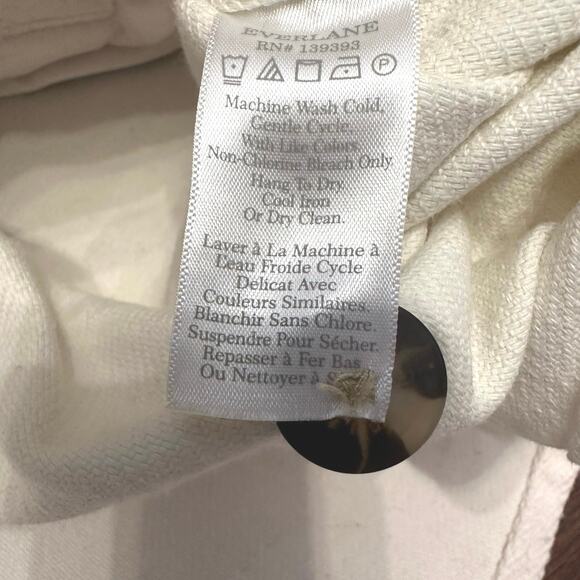 EVERLANE
RN# 139393
P
Machine Wash Cold,
Gentle Cycle.
With Like Colors.
Non-Chlorine Bleach Only
Hang To Dry.
Cool Iron
Or Dry Clean.
Laver à La Machine à
L'eau Froide Cycle
Délicat Avec
Couleurs Similaires.
Blanchir Sans Chlore.
Suspendre Pour Sécher.
Repasser à Fer Bas
Ou Nettoyer à